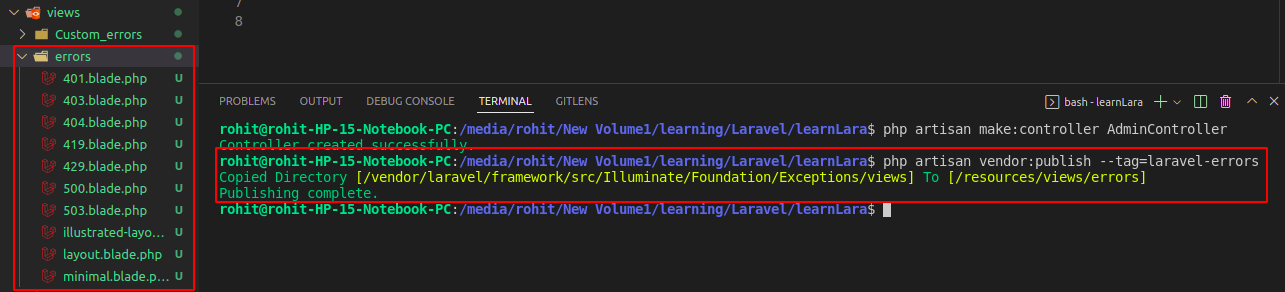 views
Custom_errors
errors
401.blade.php U
403.blade.php U
404.blade.php U
419.blade.php U
429.blade.php U
500.blade.php U
503.blade.php U
illustrated-layo... U
layout.blade.php U
minimal.blade.p... U
7
8
PROBLEMS OUTPUT DEBUG CONSOLE TERMINAL GITLENS
bash - learnLara
rohit@rohit-HP-15-Notebook-PC:/media/rohit/New Volume1/learning/Laravel/learnLara$ php artisan make:controller AdminController
Controller created successfully.
rohit@rohit-HP-15-Notebook-PC:/media/rohit/New Volume1/learning/Laravel/learnLara$ php artisan vendor:publish --tag=laravel-errors
Copied Directory [/vendor/laravel/framework/src/Illuminate/Foundation/Exceptions/views] To [/resources/views/errors]
Publishing complete.
rohit@rohit-HP-15-Notebook-PC:/media/rohit/New Volume1/learning/Laravel/learnLara$